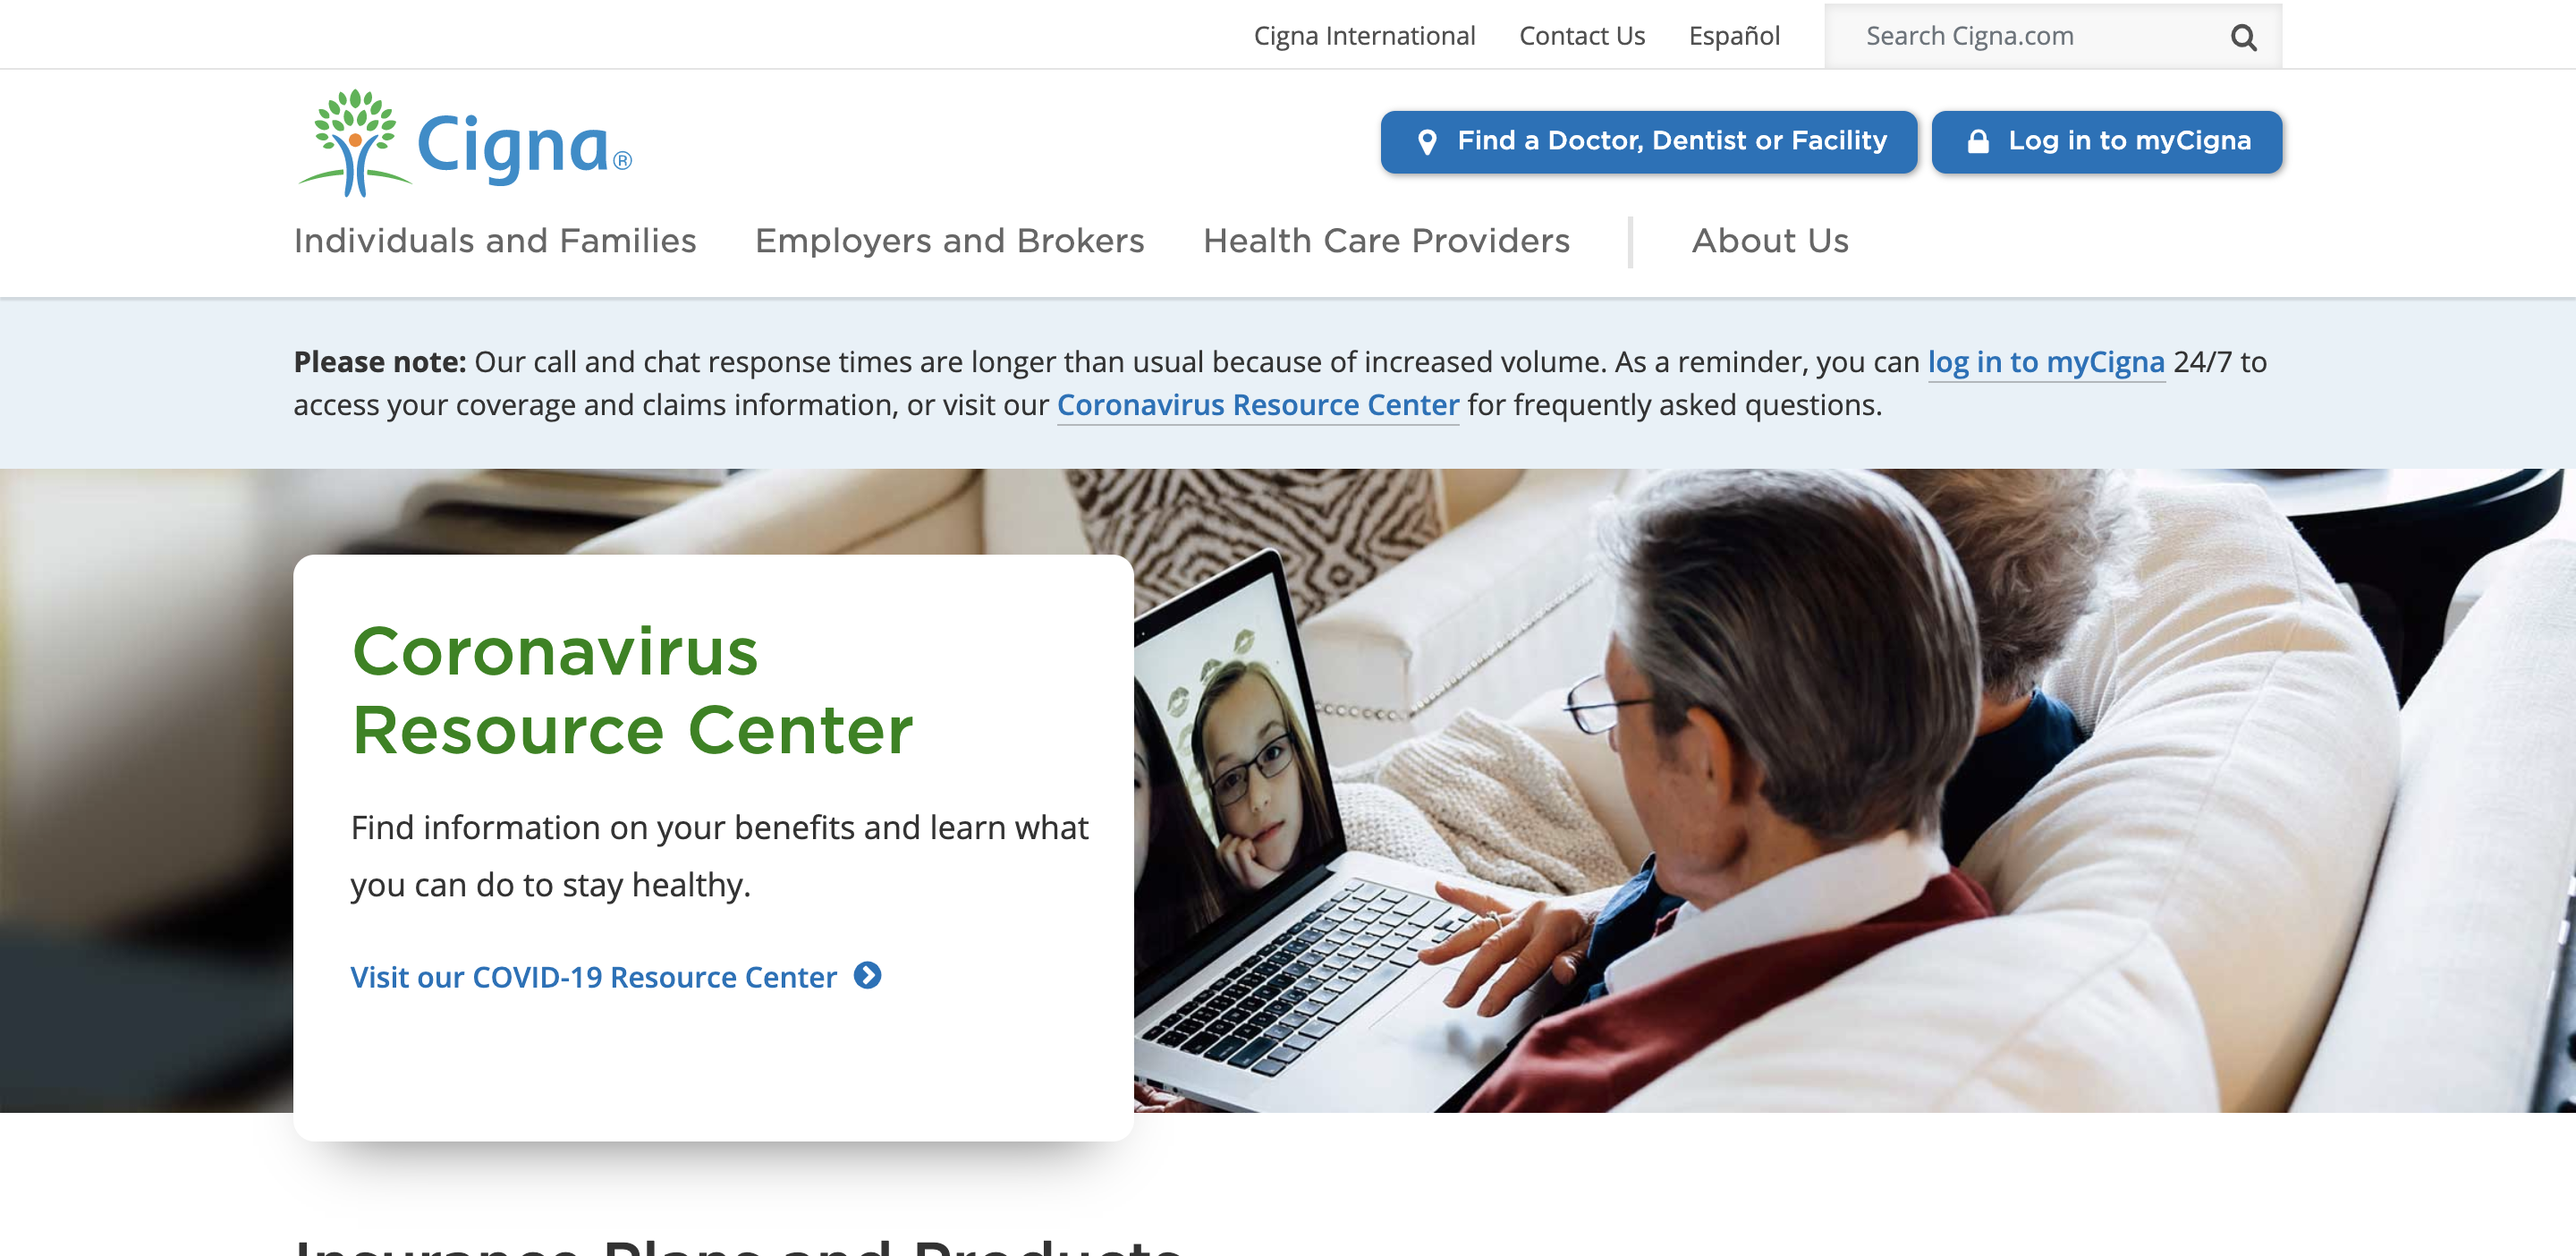 Cigna International Contact Us Español Search Cigna.com
Cigna®
Find a Doctor, Dentist or Facility Log in to myCigna
Individuals and Families Employers and Brokers Health Care Providers About Us
Please note: Our call and chat response times are longer than usual because of increased volume. As a reminder, you can log in to myCigna 24/7 to
access your coverage and claims information, or visit our Coronavirus Resource Center for frequently asked questions.
Coronavirus
Resource Center
Find information on your benefits and learn what
you can do to stay healthy.
Visit our COVID-19 Resource Center
Insurance Plans and Products